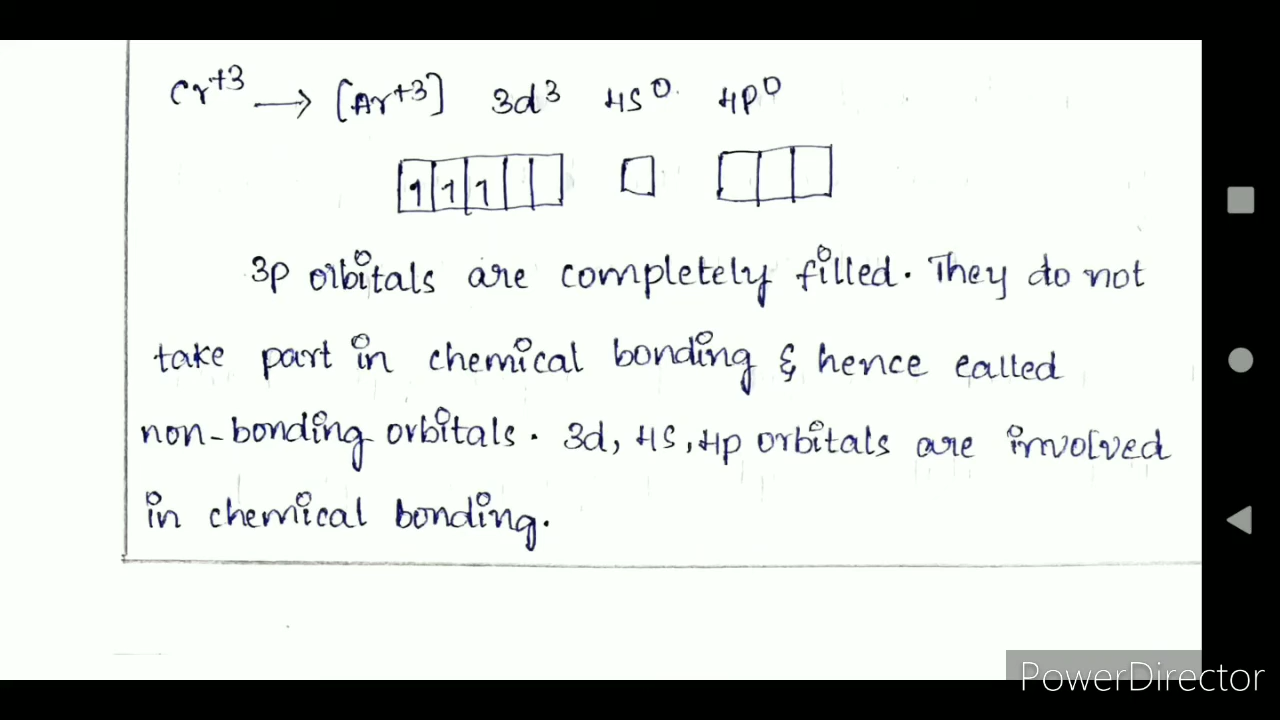 Cr+3 → [Ar+3] 3d3 4S0 4P0
1 1 1
3p orbitals are completely filled. They do not
take part in chemical bonding & hence called
non-bonding orbitals. 3d, 4S, 4p orbitals are involved
in chemical bonding.
PowerDirector